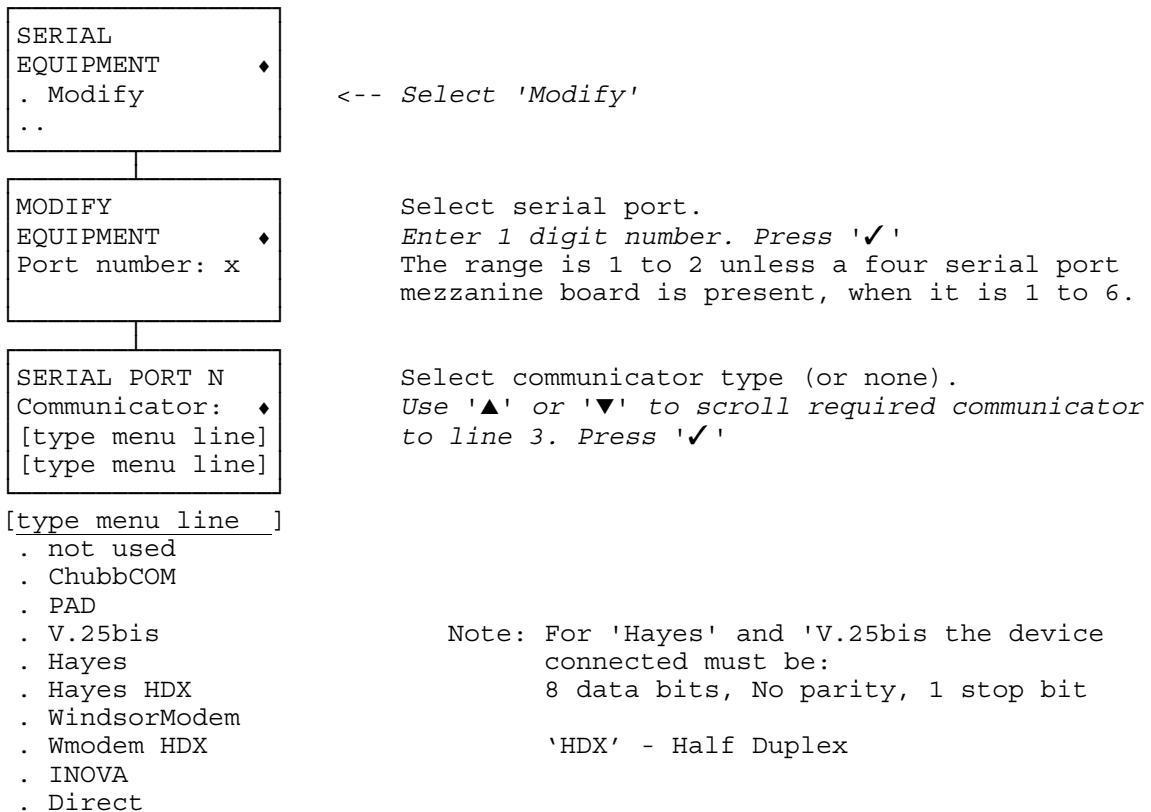 SERIAL
EQUIPMENT ♦
. Modify <-- Select 'Modify'
..
MODIFY Select serial port.
EQUIPMENT ♦ Enter 1 digit number. Press '✓'
Port number: x The range is 1 to 2 unless a four serial port
mezzanine board is present, when it is 1 to 6.
SERIAL PORT N Select communicator type (or none).
Communicator: ♦ Use '▲' or '▼' to scroll required communicator
[type menu line] to line 3. Press '✓'
[type menu line]
[type menu line ]
. not used
. ChubbCOM
. PAD
. V.25bis Note: For 'Hayes' and 'V.25bis the device
. Hayes connected must be:
. Hayes HDX 8 data bits, No parity, 1 stop bit
. WindsorModem
. Wmodem HDX ‘HDX’ - Half Duplex
. INOVA
. Direct